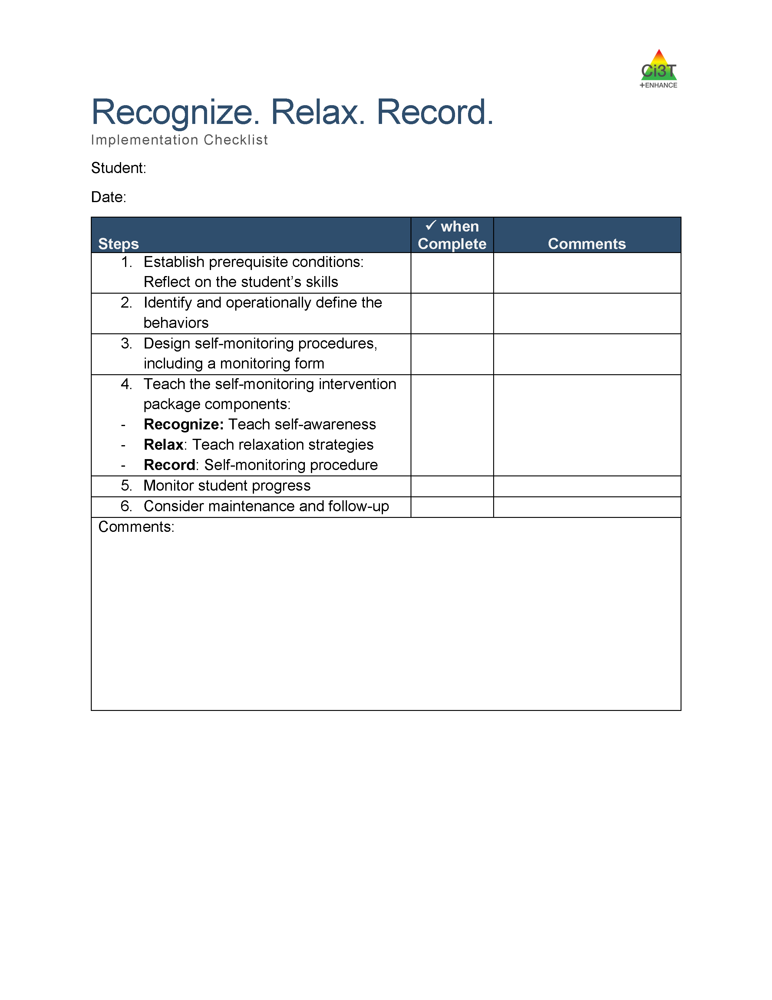 Ci3T
+ENHANCE
Recognize. Relax. Record.
Implementation Checklist
Student:
Date:
Steps
✓ when
Complete
Comments
1. Establish prerequisite conditions:
Reflect on the student’s skills
2. Identify and operationally define the
behaviors
3. Design self-monitoring procedures,
including a monitoring form
4. Teach the self-monitoring intervention
package components:
- Recognize: Teach self-awareness
- Relax: Teach relaxation strategies
- Record: Self-monitoring procedure
5. Monitor student progress
6. Consider maintenance and follow-up
Comments: